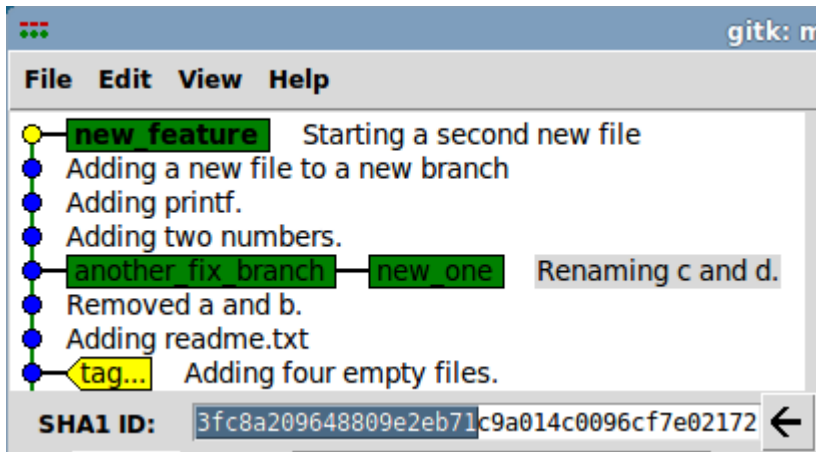 gitk: m
File Edit View Help
new_feature Starting a second new file
Adding a new file to a new branch
Adding printf.
Adding two numbers.
another_fix_branch new_one Renaming c and d.
Removed a and b.
Adding readme.txt
tag... Adding four empty files.
SHA1 ID: 3fc8a209648809e2eb71c9a014c0096cf7e02172